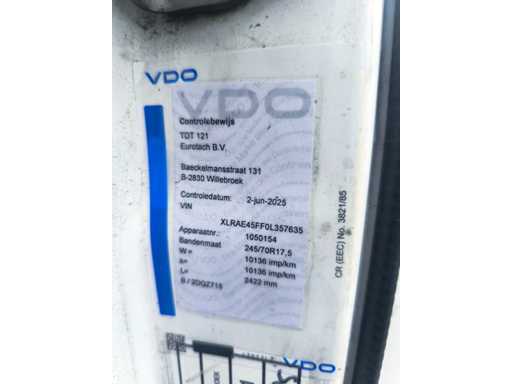 VDO
VDO
Controlebewijs
TDT 121
Eurotach B.V.
Baeckelmansstraat 131
B-2830 Willebroek
Controledatum: 2-jun-2025
VIN
XLRAE45FF0L357635
Apparaatnr.: 1050154
Bandenmaat 245/70R17,5
W = 10136 imp/km
k= 10136 imp/km
L= 2422 mm
B / 2DGZ715
CR (EEC) No. 3821/85
VDO